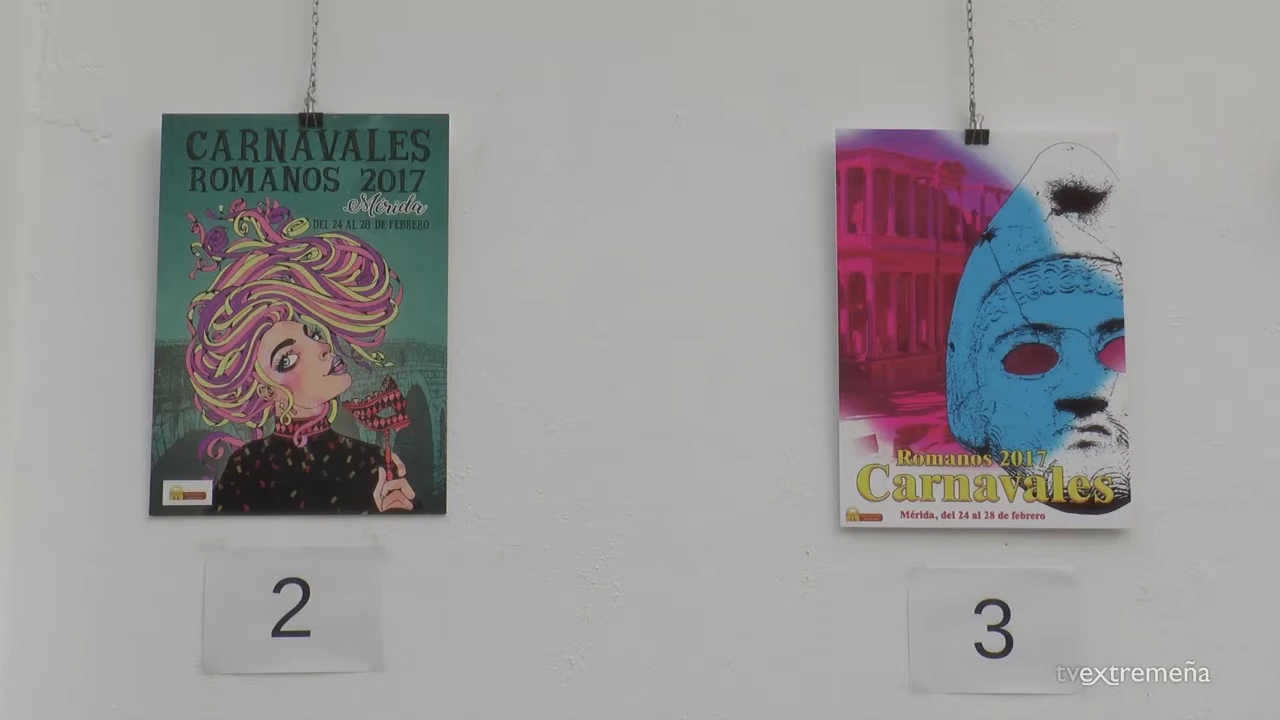 CARNAVALES
ROMANOS 2017
Mérida
DEL 24 AL 28 DE FEBRERO
2
Romanos 2017
Carnavales
Mérida, del 24 al 28 de febrero
3
tvextremeña